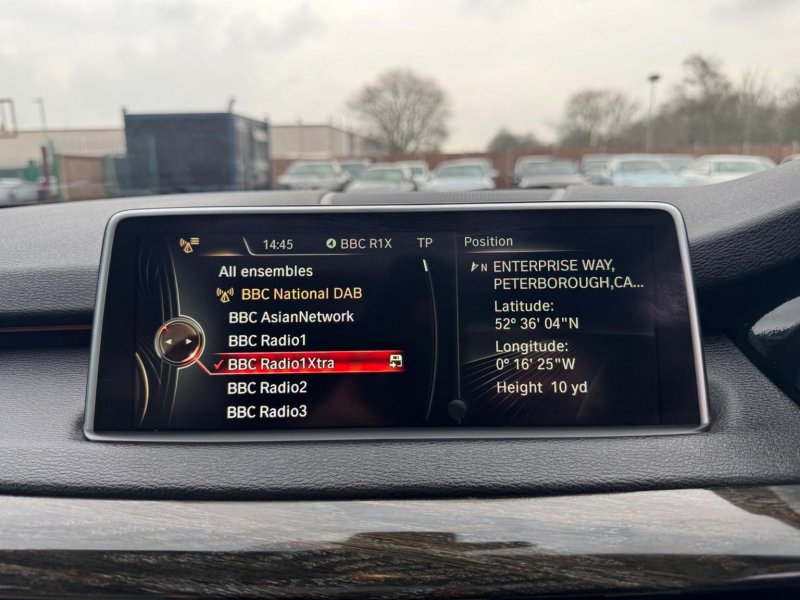 14:45
BBC R1X
TP
All ensembles
BBC National DAB
BBC AsianNetwork
BBC Radio1
BBC Radio1Xtra
BBC Radio2
BBC Radio3
Position
N ENTERPRISE WAY,
PETERBOROUGH,CA...
Latitude:
52° 36' 04"N
Longitude:
0° 16' 25"W
Height 10 yd